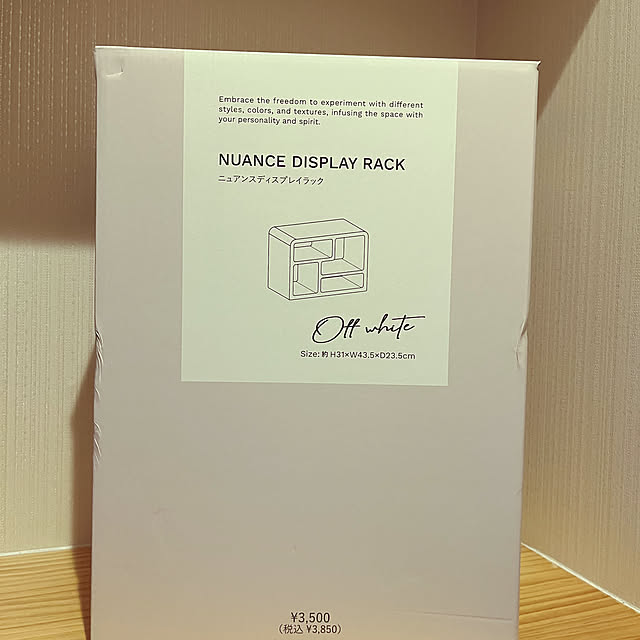 Embrace the freedom to experiment with different
styles, colors, and textures, infusing the space with
your personality and spirit.
NUANCE DISPLAY RACK
ニュアンスディスプレイラック
Off white
Size: 約 H31×W43.5×D23.5cm
¥3,500
(税込 ¥3,850)